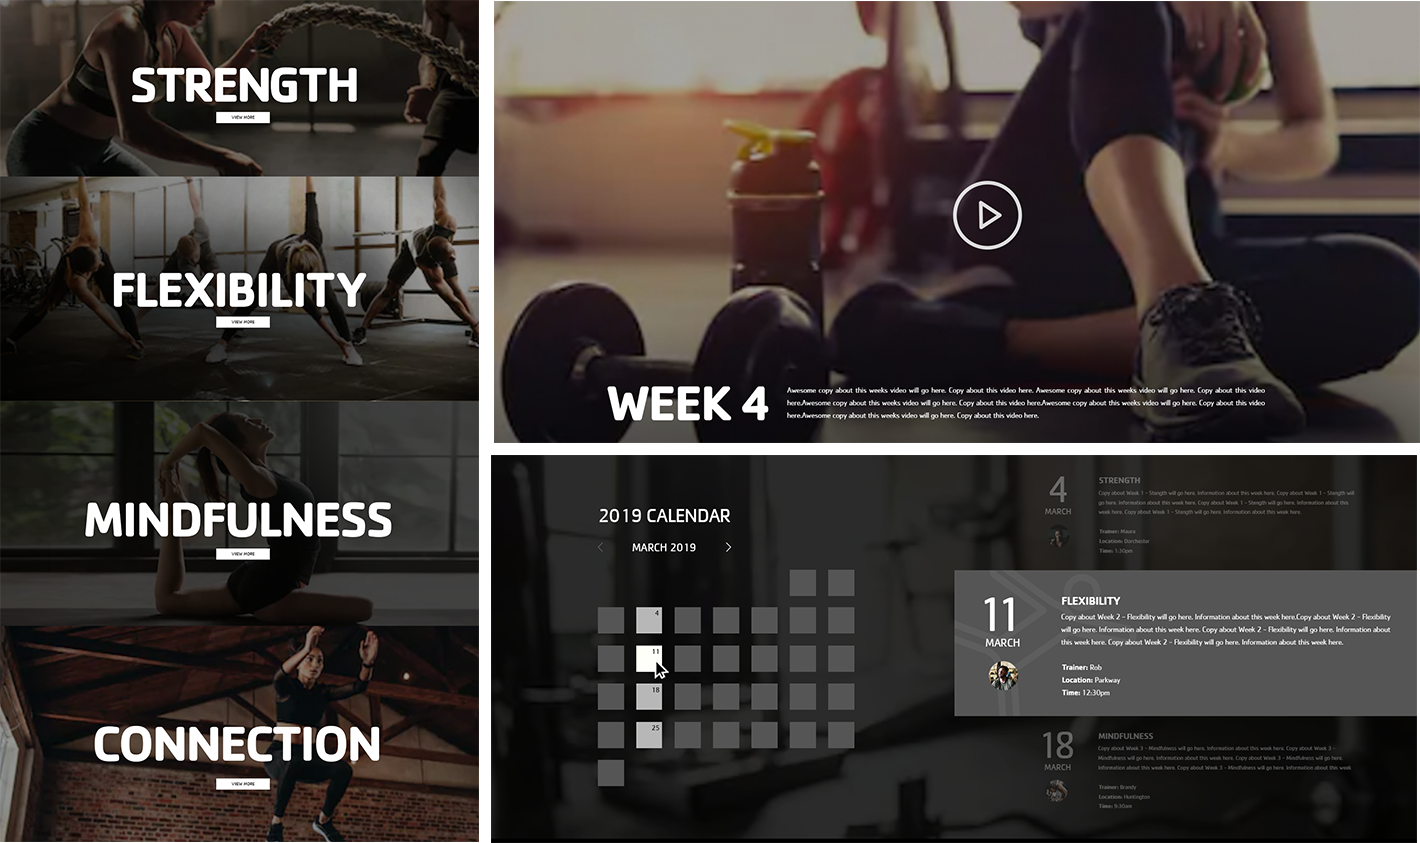 STRENGTH
VIEW MORE
FLEXIBILITY
VIEW MORE
MINDFULNESS
VIEW MORE
CONNECTION
VIEW MORE
WEEK 4
Awesome copy about this weeks video will go here. Copy about this video here. Awesome copy about this weeks video will go here. Copy about this video
here.Awesome copy about this weeks video will go here. Copy about this video here.Awesome copy about this weeks video will go here. Copy about this video
here.Awesome copy about this weeks video will go here. Copy about this video here.
2019 CALENDAR
MARCH 2019
4
11
18
25
4
MARCH
STRENGTH
Copy about Week 1 - Stength will go here. Information about this week here. Copy about Week 1 - Stength will
go here. Information about this week here. Copy about Week 1 - Stength will go here. Information about this
week here. Copy about Week 1 - Stength will go here. Information about this week here.
Trainer: Maura
Location: Dorchester
Time: 1:30pm
11
MARCH
FLEXIBILITY
Copy about Week 2 - Flexibility will go here. Information about this week here.Copy about Week 2 - Flexibility
will go here. Information about this week here. Copy about Week 2 - Flexibility will go here. Information about
this week here. Copy about Week 2 - Flexibility will go here. Information about this week here.
Trainer: Rob
Location: Parkway
Time: 12:30pm
18
MARCH
MINDFULNESS
Copy about Week 3 - Mindfulness will go here. Information about this week here. Copy about Week 3 -
Mindfulness will go here. Information about this week here. Copy about Week 3 - Mindfulness will go here.
Information about this week here. Copy about Week 3 - Mindfulness will go here. Information about this week
Trainer: Brandy
Location: Huntington
Time: 9:30am